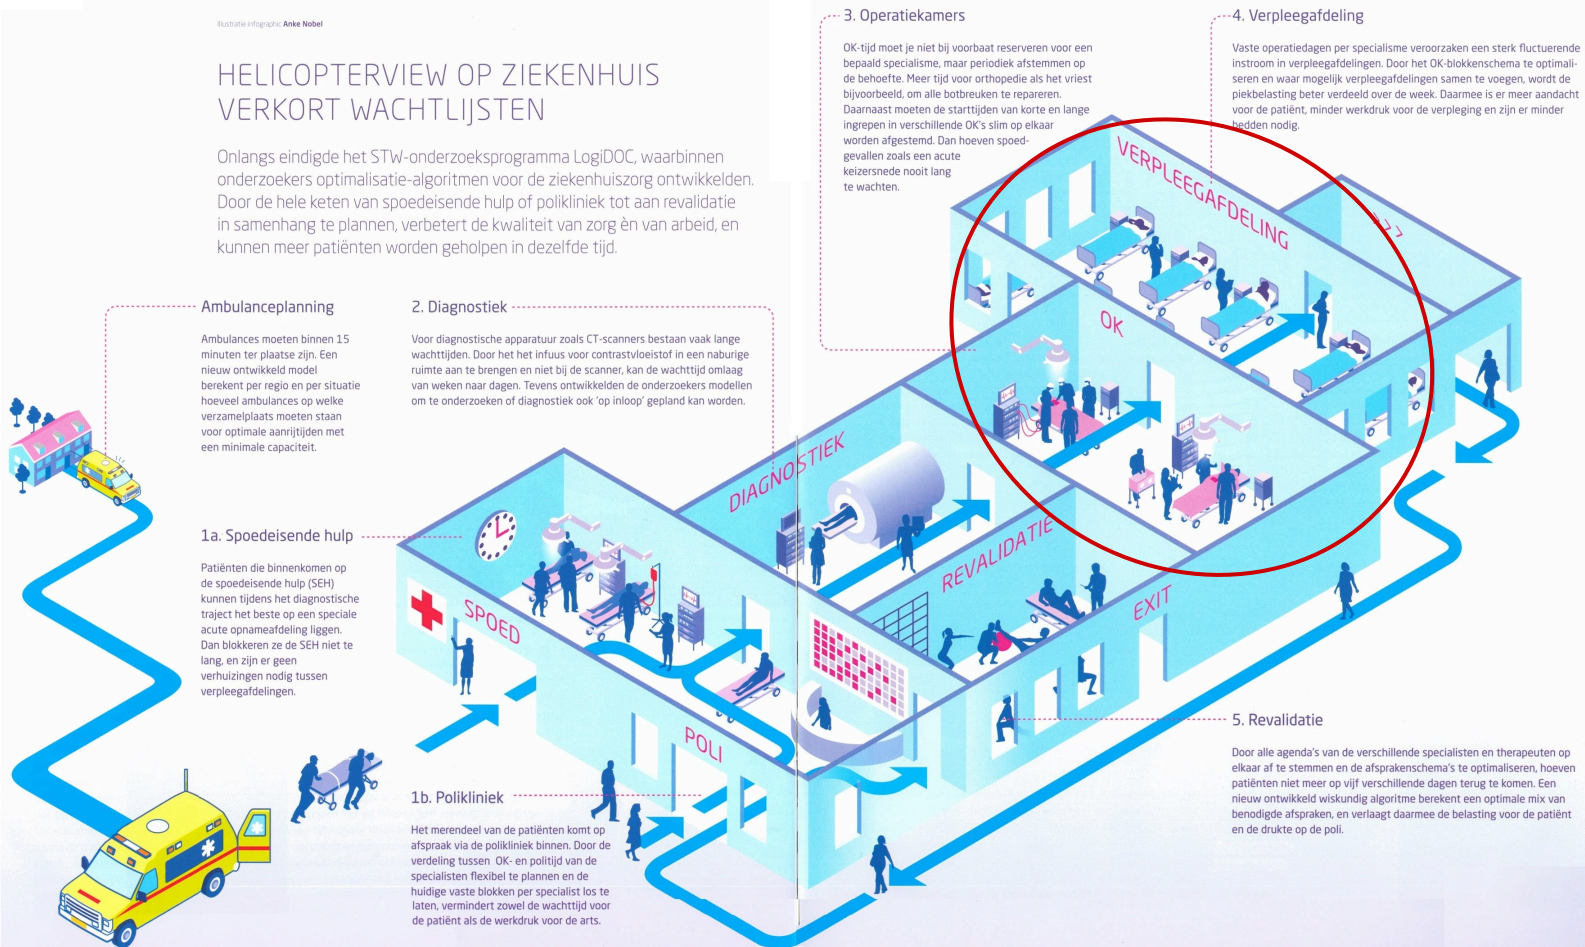 Illustratie infographic Anke Nobel
HELICOPTERVIEW OP ZIEKENHUIS
VERKORT WACHTLIJSTEN
Onlangs eindigde het STW-onderzoeksprogramma LogiDOC, waarbinnen
onderzoekers optimalisatie-algoritmen voor de ziekenhuiszorg ontwikkelden.
Door de hele keten van spoedeisende hulp of polikliniek tot aan revalidatie
in samenhang te plannen, verbetert de kwaliteit van zorg èn van arbeid, en
kunnen meer patiënten worden geholpen in dezelfde tijd.
3. Operatiekamers
OK-tijd moet je niet bij voorbaat reserveren voor een
bepaald specialisme, maar periodiek afstemmen op
de behoefte. Meer tijd voor orthopedie als het vriest
bijvoorbeeld, om alle botbreuken te repareren.
Daarnaast moeten de starttijden van korte en lange
ingrepen in verschillende OK's slim op elkaar
worden afgestemd. Dan hoeven spoed-
gevallen zoals een acute
keizersnede nooit lang
te wachten.
4. Verpleegafdeling
Vaste operatiedagen per specialisme veroorzaken een sterk fluctuerende
instroom in verpleegafdelingen. Door het OK-blokkenschema te optimali-
seren en waar mogelijk verpleegafdelingen samen te voegen, wordt de
piekbelasting beter verdeeld over de week. Daarmee is er meer aandacht
voor de patiënt, minder werkdruk voor de verpleging en zijn er minder
bedden nodig.
Ambulanceplanning
Ambulances moeten binnen 15
minuten ter plaatse zijn. Een
nieuw ontwikkeld model
berekent per regio en per situatie
hoeveel ambulances op welke
verzamelplaats moeten staan
voor optimale aanrijtijden met
een minimale capaciteit.
2. Diagnostiek
Voor diagnostische apparatuur zoals CT-scanners bestaan vaak lange
wachttijden. Door het het infuus voor contrastvloeistof in een naburige
ruimte aan te brengen en niet bij de scanner, kan de wachttijd omlaag
van weken naar dagen. Tevens ontwikkelden de onderzoekers modellen
om te onderzoeken of diagnostiek ook 'op inloop' gepland kan worden.
1a. Spoedeisende hulp
Patiënten die binnenkomen op
de spoedeisende hulp (SEH)
kunnen tijdens het diagnostische
traject het beste op een speciale
acute opnameafdeling liggen.
Dan blokkeren ze de SEH niet te
lang, en zijn er geen
verhuizingen nodig tussen
verpleegafdelingen.
1b. Polikliniek
Het merendeel van de patiënten komt op
afspraak via de polikliniek binnen. Door de
verdeling tussen OK- en politijd van de
specialisten flexibel te plannen en de
huidige vaste blokken per specialist los te
laten, vermindert zowel de wachttijd voor
de patiënt als de werkdruk voor de arts.
5. Revalidatie
Door alle agenda's van de verschillende specialisten en therapeuten op
elkaar af te stemmen en de afsprakenschema's te optimaliseren, hoeven
patiënten niet meer op vijf verschillende dagen terug te komen. Een
nieuw ontwikkeld wiskundig algoritme berekent een optimale mix van
benodigde afspraken, en verlaagt daarmee de belasting voor de patiënt
en de drukte op de poli.
VERPLEEGAFDELING
>>>
OK
DIAGNOSTIEK
REVALIDATIE
EXIT
SPOED
POLI